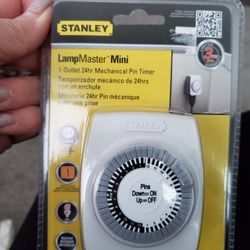 STANLEY
LampMaster Mini
1-Outlet 24hr Mechanical Pin Timer
Temporizador mecánico de 24hrs
con un enchufe
Minuterie 24hr Pin mécanique
avec une prise
STANLEY
Pins
Down=ON
Up=OFF